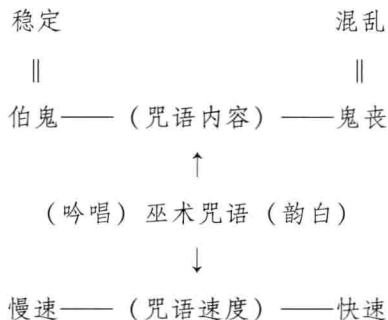 稳定 混乱
‖ ‖
伯鬼——（咒语内容）——鬼丧
↑
（吟唱）巫术咒语（韵白）
↓
慢速——（咒语速度）——快速